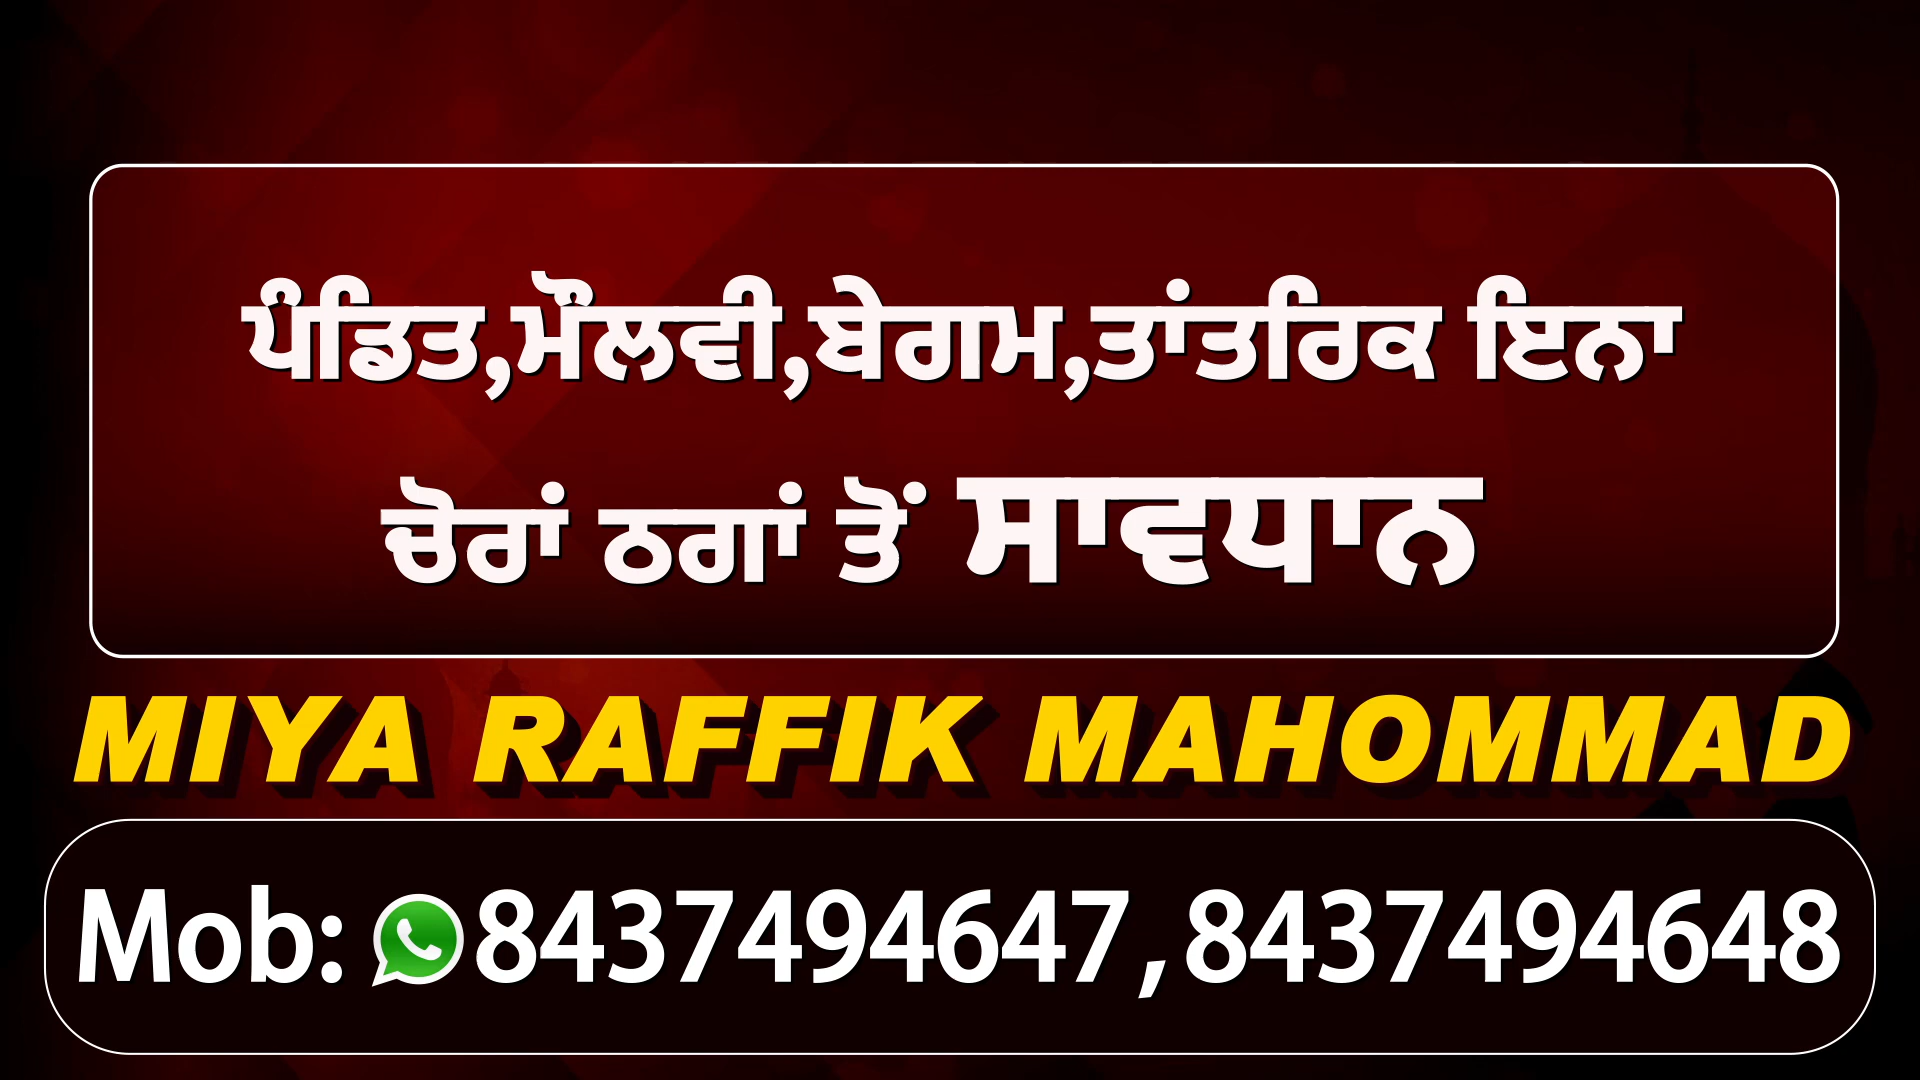 ਪੰਡਿਤ,ਮੌਲਵੀ,ਬੇਗਮ,ਤਾਂਤਰਿਕ ਇਨਾ
ਚੋਰਾਂ ਠਗਾਂ ਤੋਂ ਸਾਵਧਾਨ
MIYA RAFFIK MAHOMMAD
Mob: 8437494647, 8437494648